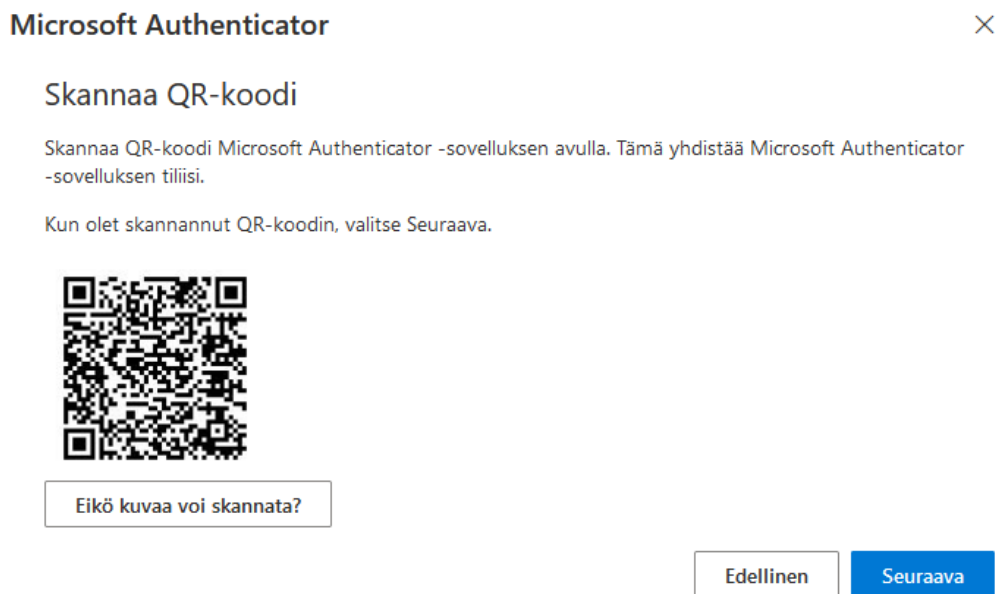 Microsoft Authenticator
Skannaa QR-koodi
Skannaa QR-koodi Microsoft Authenticator -sovelluksen avulla. Tämä yhdistää Microsoft Authenticator
-sovelluksen tiliisi.
Kun olet skannannut QR-koodin, valitse Seuraava.
Eikö kuvaa voi skannata?
Edellinen
Seuraava